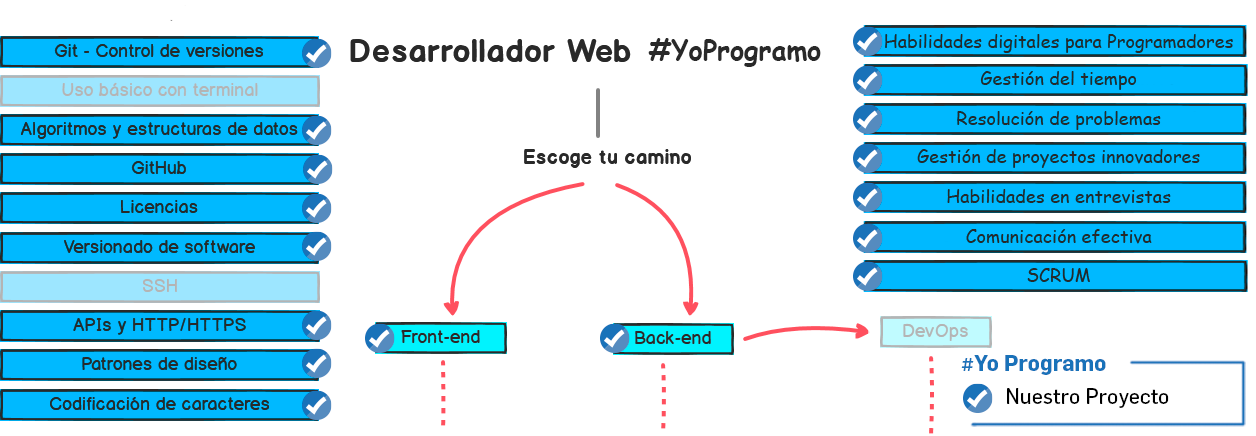 Desarrollador Web #YoProgramo
Git - Control de versiones
Uso básico con terminal
Algoritmos y estructuras de datos
GitHub
Licencias
Versionado de software
SSH
APIs y HTTP/HTTPS
Patrones de diseño
Codificación de caracteres
Escoge tu camino
Front-end
Back-end
DevOps
Habilidades digitales para Programadores
Gestión del tiempo
Resolución de problemas
Gestión de proyectos innovadores
Habilidades en entrevistas
Comunicación efectiva
SCRUM
#Yo Programo
Nuestro Proyecto